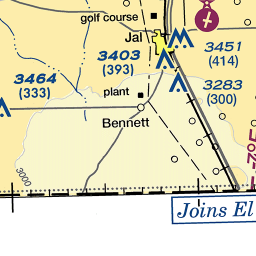 golf course
Jal
3403
(393)
3451
(414)
3464
(333)
3283
(300)
plant
Bennett
3000
Joins El